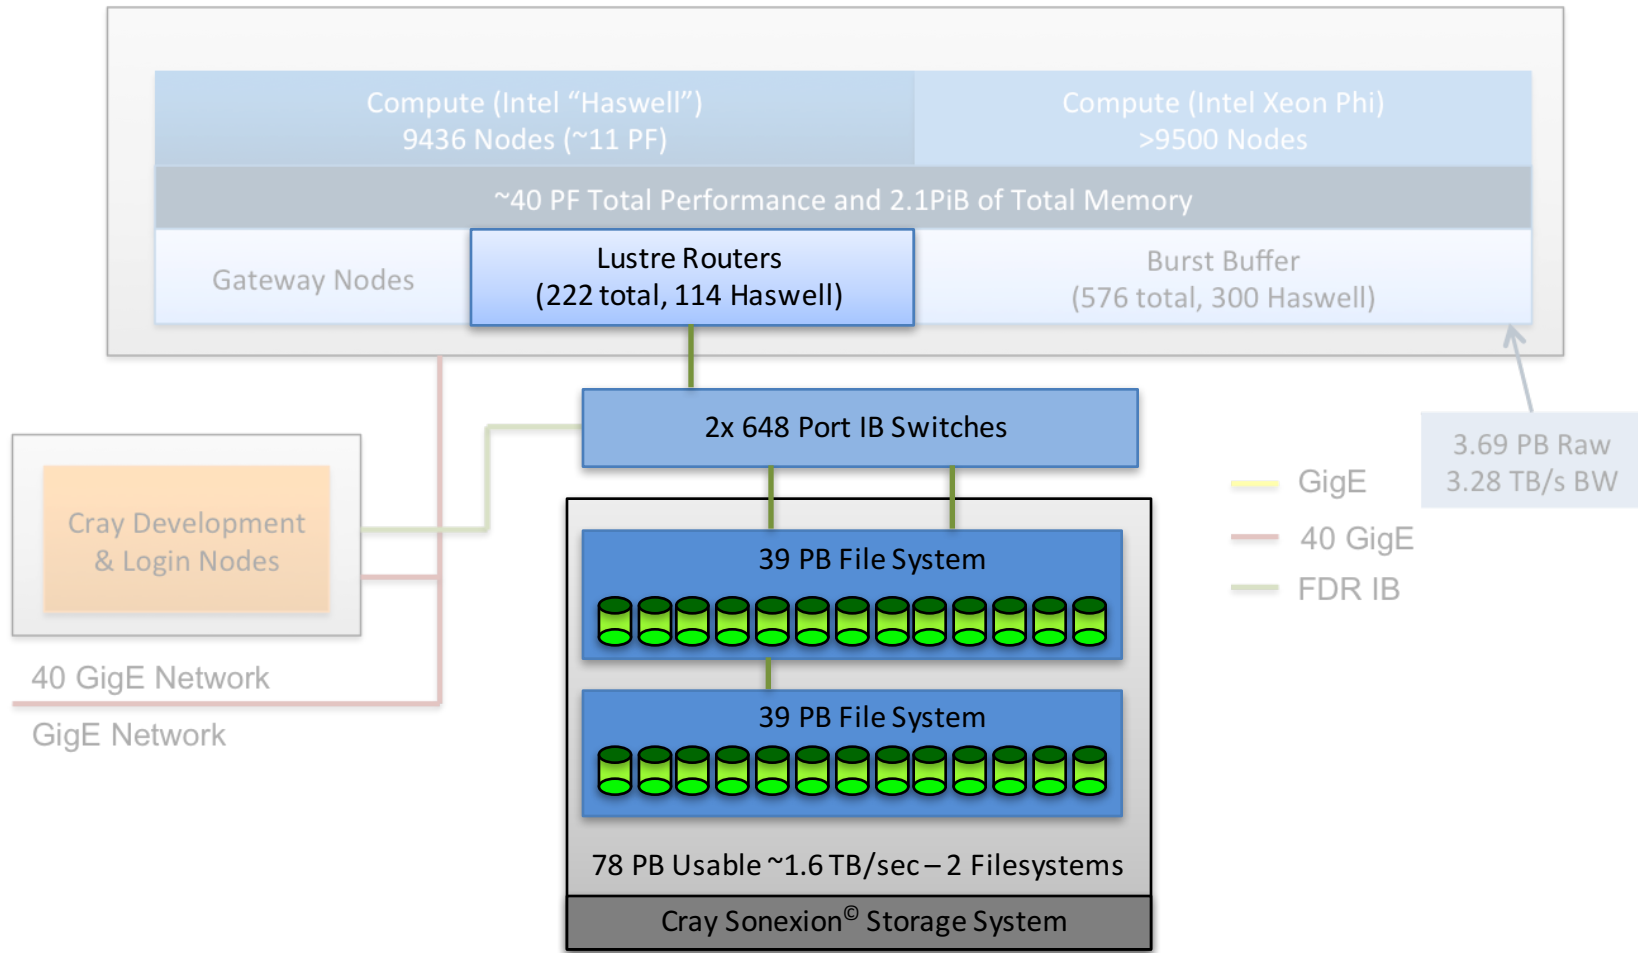 Compute (Intel “Haswell”)
9436 Nodes (~11 PF)
Compute (Intel Xeon Phi)
>9500 Nodes
~40 PF Total Performance and 2.1PiB of Total Memory
Gateway Nodes
Lustre Routers
(222 total, 114 Haswell)
Burst Buffer
(576 total, 300 Haswell)
2x 648 Port IB Switches
3.69 PB Raw
3.28 TB/s BW
GigE
40 GigE
FDR IB
Cray Development
& Login Nodes
40 GigE Network
GigE Network
39 PB File System
39 PB File System
78 PB Usable ~1.6 TB/sec – 2 Filesystems
Cray Sonexion© Storage System